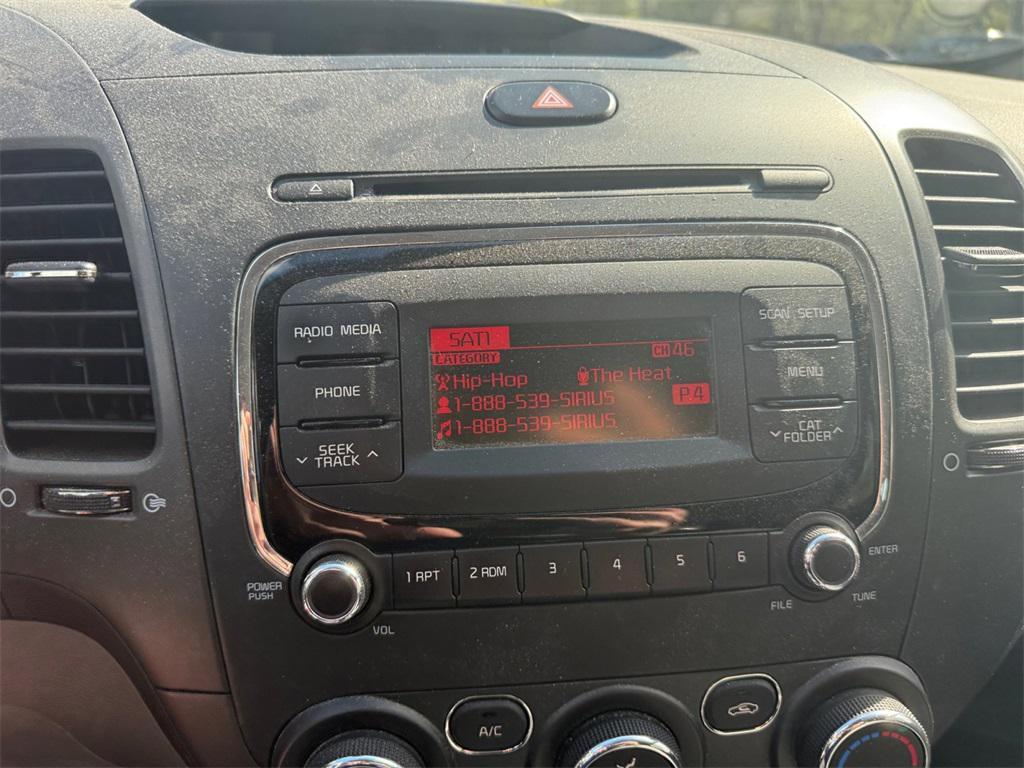 RADIO MEDIA
PHONE
SEEK
TRACK
SAT1
CATEGORY
CH 46
Hip-Hop The Heat
1-888-539-SIRIUS
P.4
1-888-539-SIRIUS
SCAN SETUP
MENU
CAT
FOLDER
POWER
PUSH
VOL
1 RPT
2 RDM
3
4
5
6
ENTER
FILE
TUNE
A/C